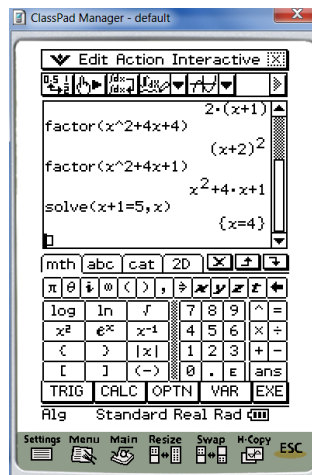 ClassPad Manager - default
Edit Action Interactive
2·(x+1)
factor(x^2+4x+4)
(x+2)²
factor(x^2+4x+1)
x²+4·x+1
solve(x+1=5,x)
{x=4}
mth abc cat 2D
π θ i ∞ ( ) , ⇒ x y z t ←
log ln √ 7 8 9 ^ =
x² eˣ x⁻¹ 4 5 6 × ÷
{ } |x| 1 2 3 + −
[ ] (−) 0 . E ans
TRIG CALC OPTN VAR EXE
Alg Standard Real Rad
Settings Menu Main Resize Swap H-Copy ESC